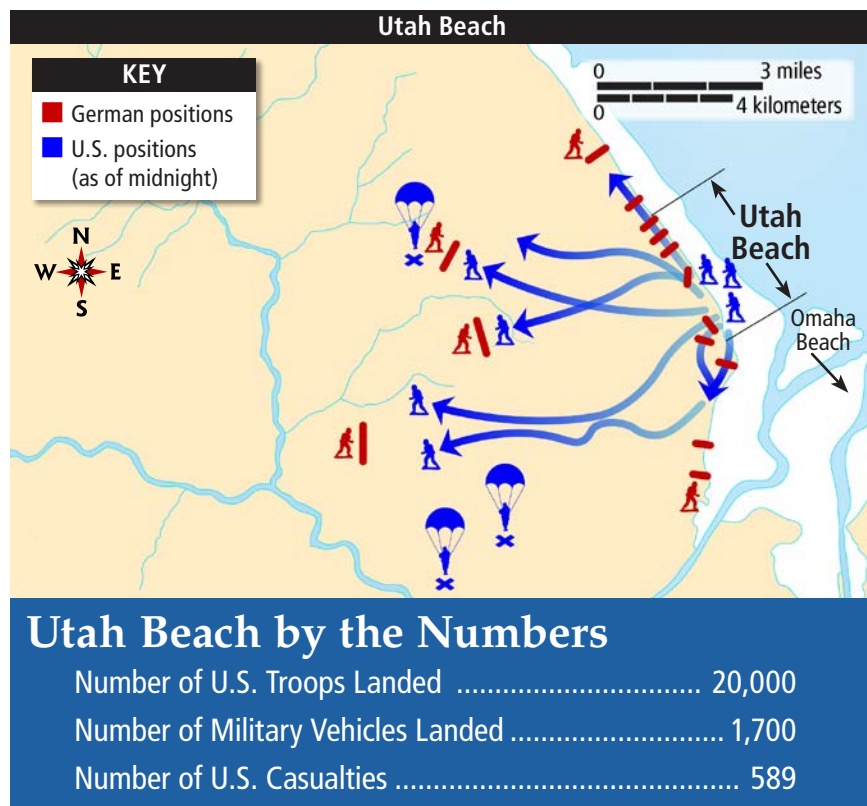 Utah Beach
KEY
German positions
U.S. positions
(as of midnight)
0 3 miles
0 4 kilometers
N
W E
S
Utah
Beach
Omaha
Beach
Utah Beach by the Numbers
Number of U.S. Troops Landed ................................ 20,000
Number of Military Vehicles Landed ............................ 1,700
Number of U.S. Casualties ............................................. 589